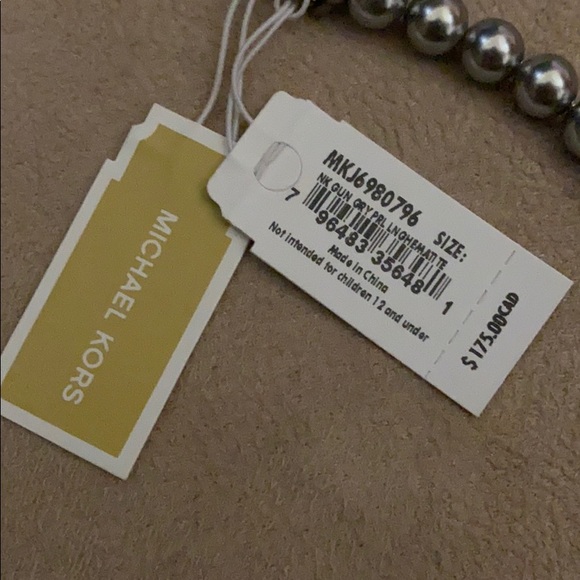 MICHAEL KORS
MKJ6980796 SIZE:
NK GUN GRY PRL LNGHEMATITE
7 96483 35648 1
Made in China
Not intended for children 12 and under
$175.00CAD